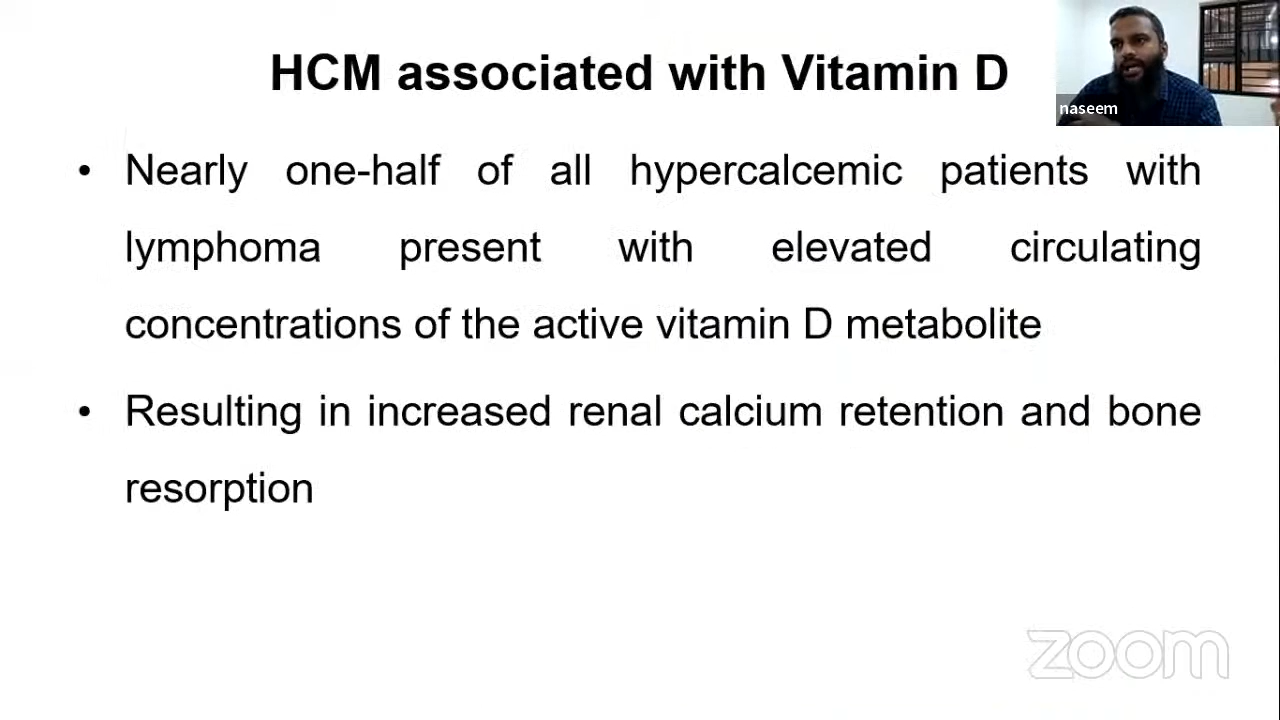 HCM associated with Vitamin D
naseem
• Nearly one-half of all hypercalcemic patients with
lymphoma present with elevated circulating
concentrations of the active vitamin D metabolite
• Resulting in increased renal calcium retention and bone
resorption
zoom